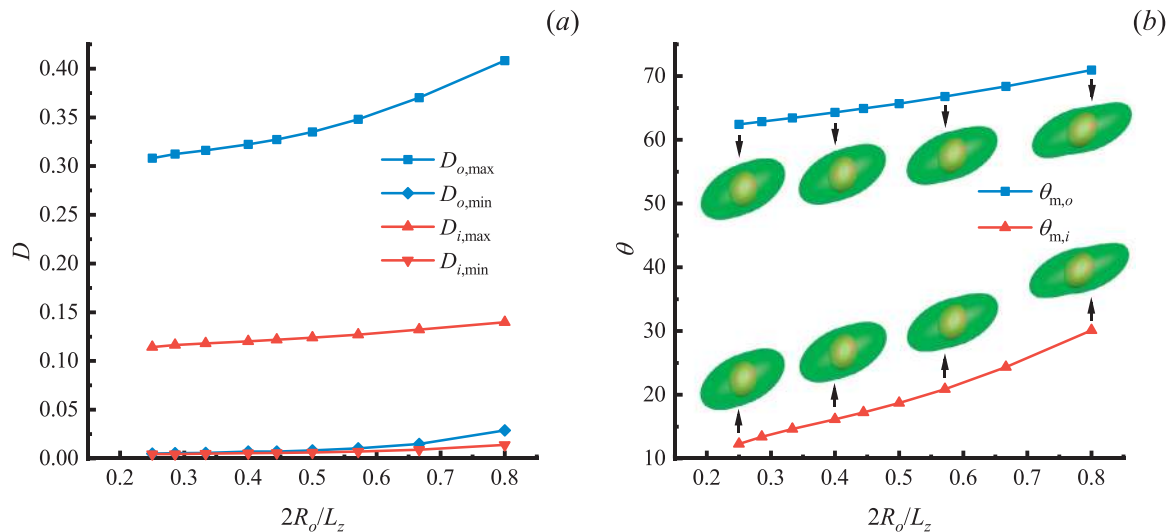 (a)
0.40
0.35
0.30
0.25
0.20
0.15
0.10
0.05
0.00
D
D_{o,max}
D_{o,min}
D_{i,max}
D_{i,min}
0.2 0.3 0.4 0.5 0.6 0.7 0.8
2R_o/L_z
(b)
70
60
50
40
30
20
10
θ
θ_{m,o}
θ_{m,i}
0.2 0.3 0.4 0.5 0.6 0.7 0.8
2R_o/L_z